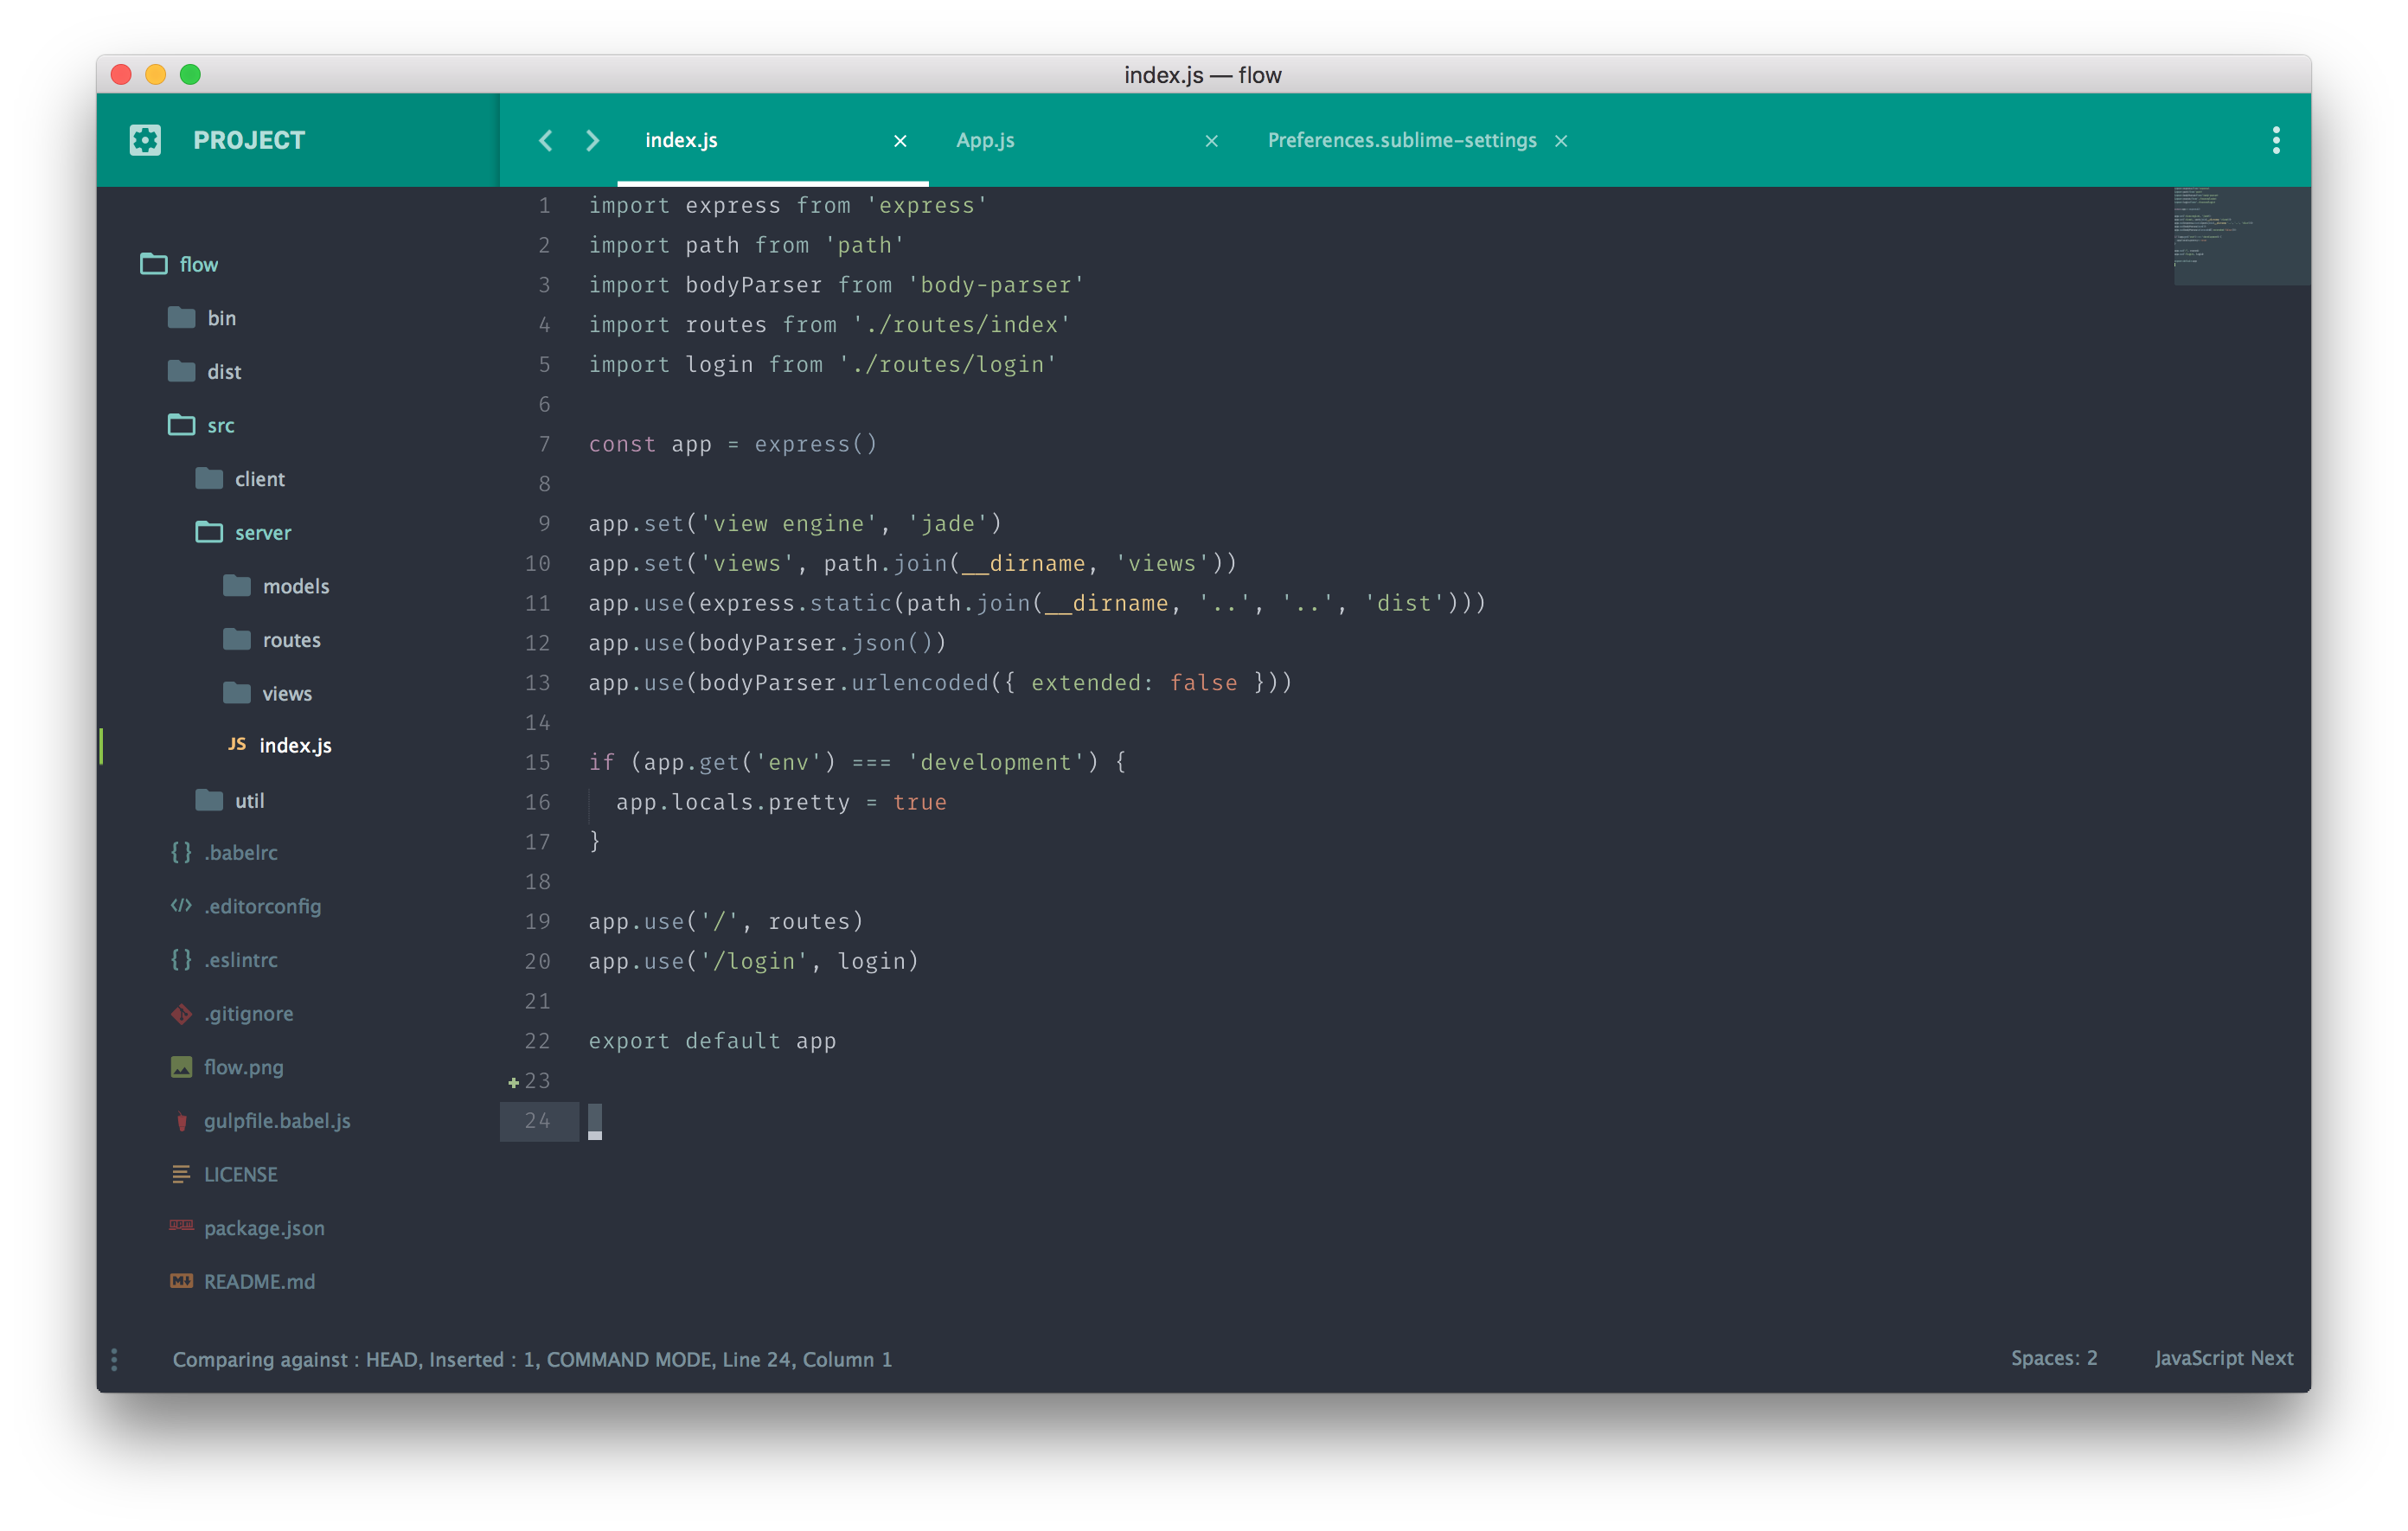 index.js — flow
PROJECT
index.js
App.js
Preferences.sublime-settings
flow
bin
dist
src
client
server
models
routes
views
JS index.js
util
{} .babelrc
</> .editorconfig
{} .eslintrc
.gitignore
flow.png
gulpfile.babel.js
LICENSE
package.json
M README.md
1 import express from 'express'
2 import path from 'path'
3 import bodyParser from 'body-parser'
4 import routes from './routes/index'
5 import login from './routes/login'
6
7 const app = express()
8
9 app.set('view engine', 'jade')
10 app.set('views', path.join(__dirname, 'views'))
11 app.use(express.static(path.join(__dirname, '..', '..', 'dist')))
12 app.use(bodyParser.json())
13 app.use(bodyParser.urlencoded({ extended: false }))
14
15 if (app.get('env') === 'development') {
16 app.locals.pretty = true
17 }
18
19 app.use('/', routes)
20 app.use('/login', login)
21
22 export default app
23
24
Comparing against : HEAD, Inserted : 1, COMMAND MODE, Line 24, Column 1
Spaces: 2
JavaScript Next